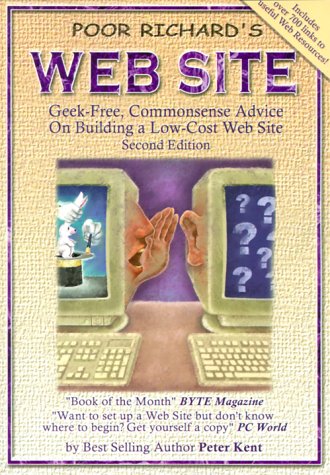 Includes
over 700 links to
useful Web Resources!
POOR RICHARD'S
WEB SITE
Geek-Free, Commonsense Advice
On Building a Low-Cost Web Site
Second Edition
? ? ?
? ? ?
"Book of the Month" BYTE Magazine
"Want to set up a Web Site but don't know
where to begin? Get yourself a copy" PC World
by Best Selling Author Peter Kent